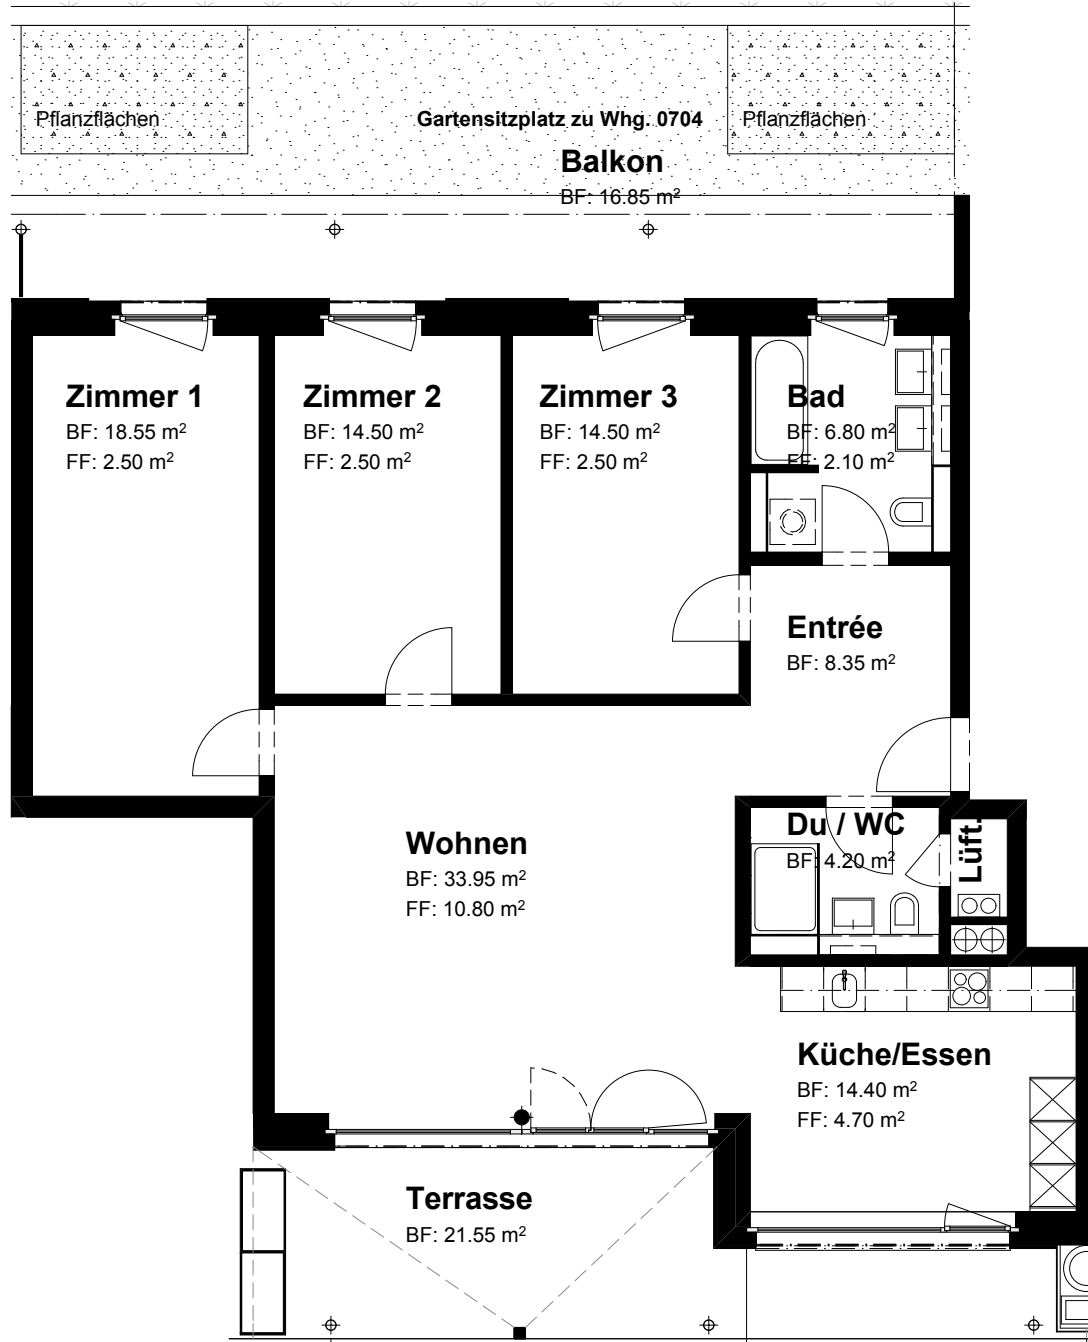 Pflanzflächen
Gartensitzplatz zu Whg. 0704
Pflanzflächen
Balkon
BF: 16.85 m²
Zimmer 1
BF: 18.55 m²
FF: 2.50 m²
Zimmer 2
BF: 14.50 m²
FF: 2.50 m²
Zimmer 3
BF: 14.50 m²
FF: 2.50 m²
Bad
BF: 6.80 m²
FF: 2.10 m²
Entrée
BF: 8.35 m²
Wohnen
BF: 33.95 m²
FF: 10.80 m²
Du / WC
BF: 4.20 m²
Lüft.
Küche/Essen
BF: 14.40 m²
FF: 4.70 m²
Terrasse
BF: 21.55 m²